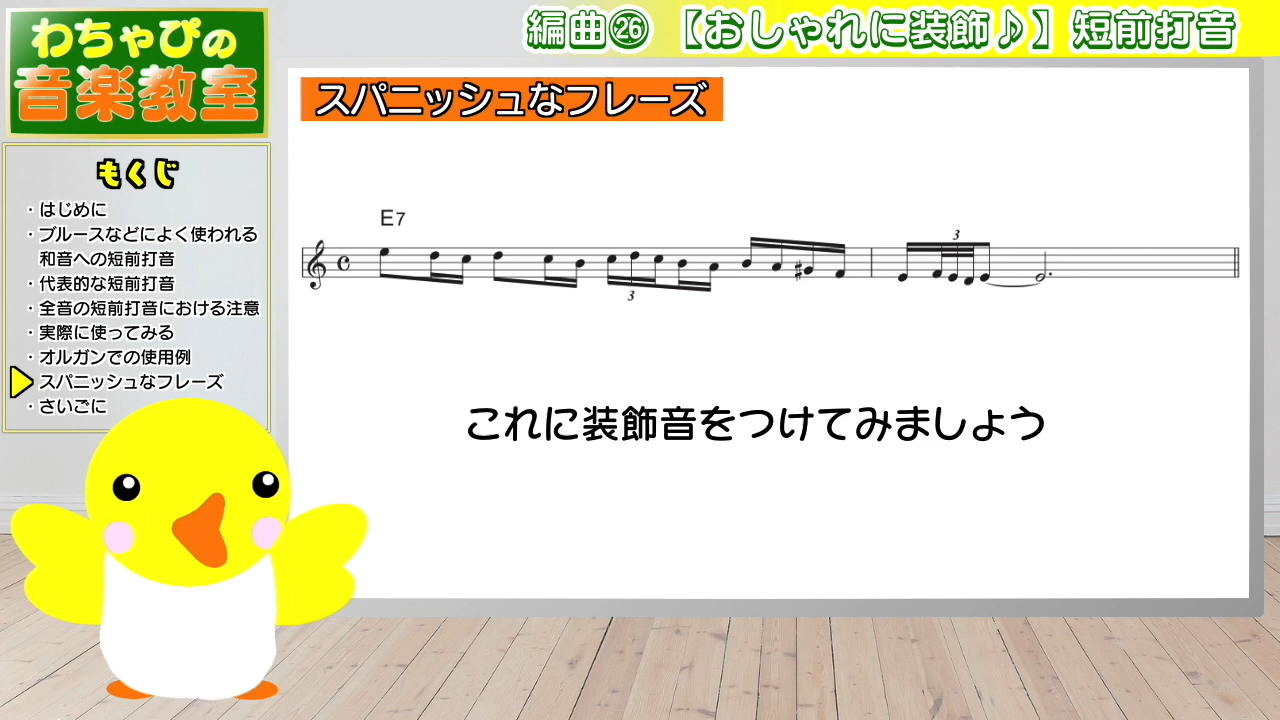 わちゃぴの
音楽教室
編曲㉖ 【おしゃれに装飾♪】短前打音
もくじ
・はじめに
・ブルースなどによく使われる
和音への短前打音
・代表的な短前打音
・全音の短前打音における注意
・実際に使ってみる
・オルガンでの使用例
・スパニッシュなフレーズ
・さいごに
スパニッシュなフレーズ
E7
3
3
これに装飾音をつけてみましょう